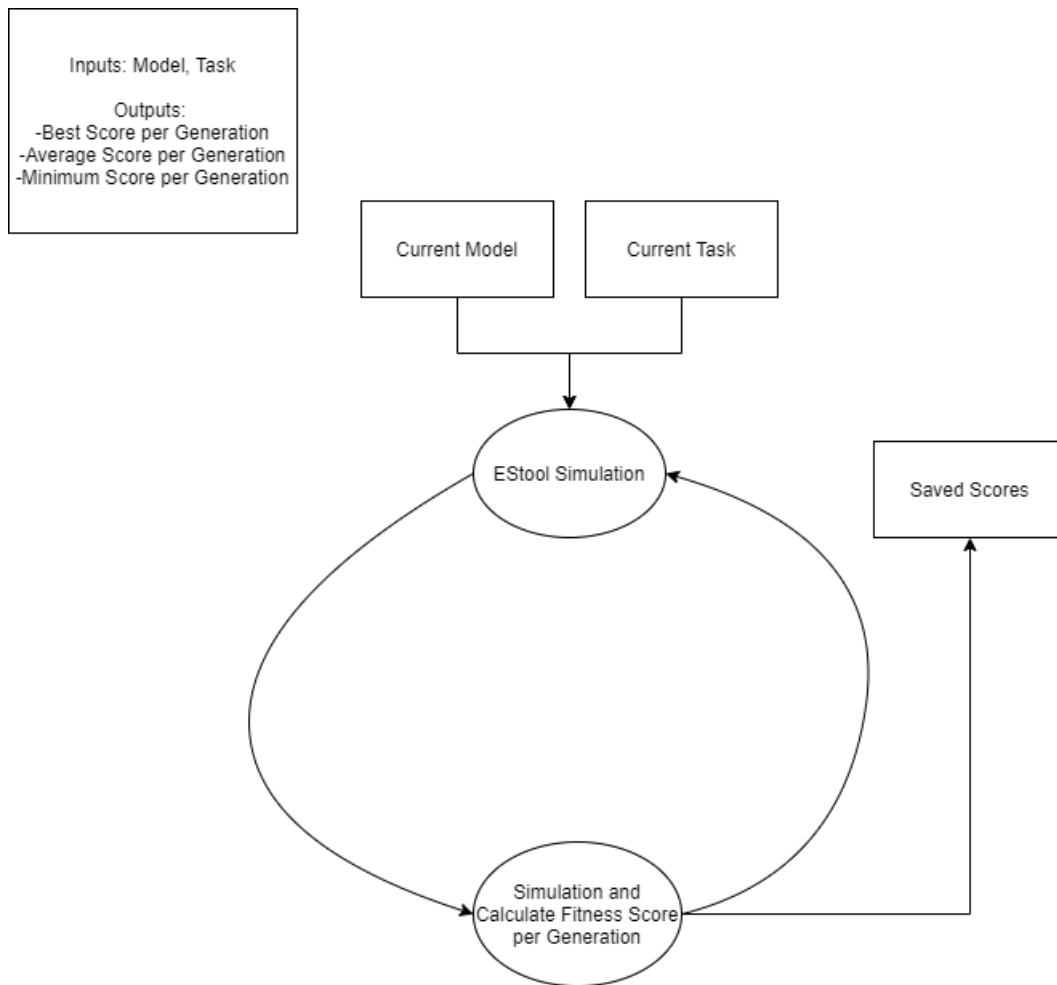 Inputs: Model, Task
Outputs:
-Best Score per Generation
-Average Score per Generation
-Minimum Score per Generation
Current Model
Current Task
EStool Simulation
Saved Scores
Simulation and
Calculate Fitness Score
per Generation